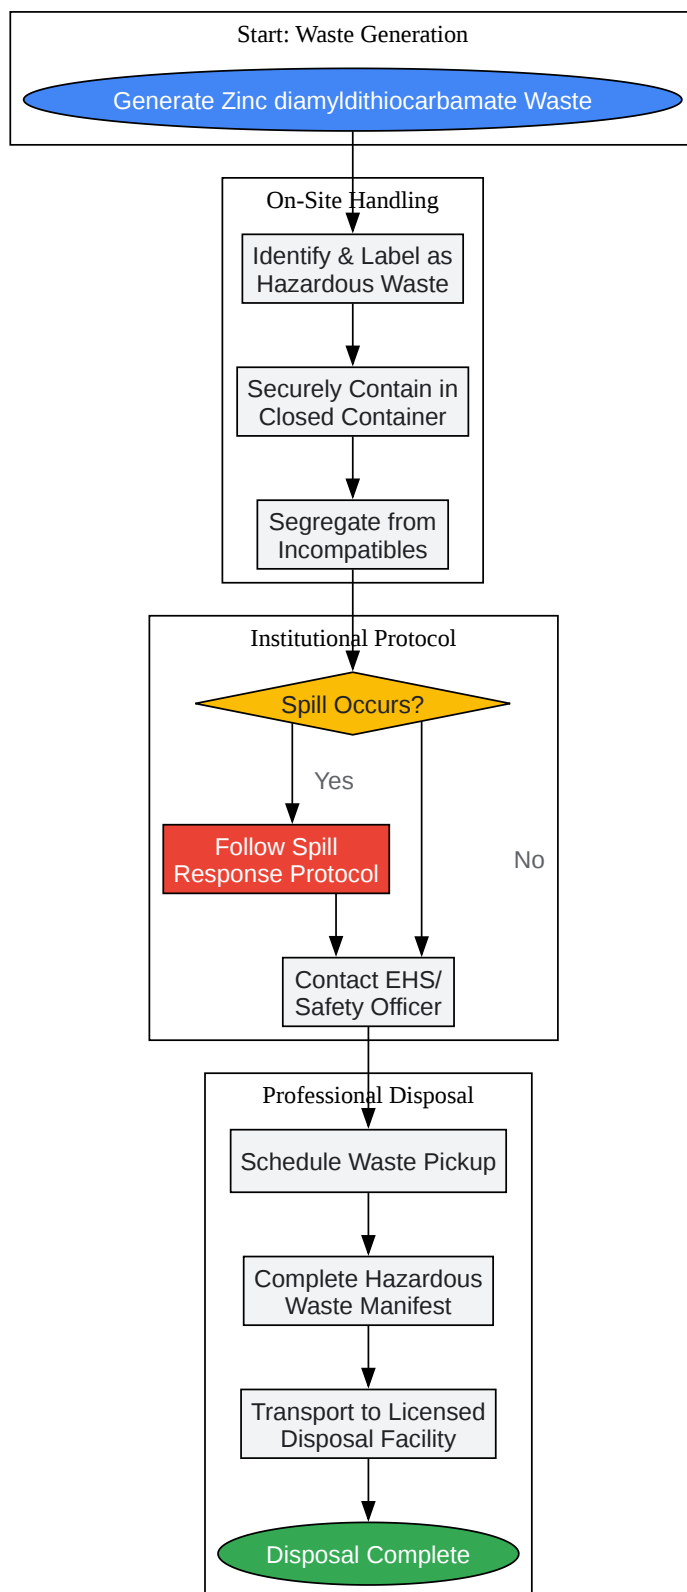 Start: Waste Generation
Generate Zinc diamyldithiocarbamate Waste
On-Site Handling
Identify & Label as
Hazardous Waste
Securely Contain in
Closed Container
Segregate from
Incompatibles
Institutional Protocol
Spill Occurs?
Yes
Follow Spill
Response Protocol
No
Contact EHS/
Safety Officer
Professional Disposal
Schedule Waste Pickup
Complete Hazardous
Waste Manifest
Transport to Licensed
Disposal Facility
Disposal Complete